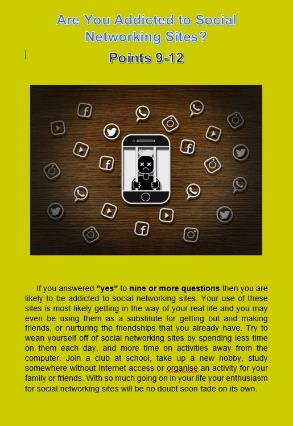 Are You Addicted to Social
Networking Sites?
Points 9-12
If you answered "yes" to nine or more questions then you are
likely to be addicted to social networking sites. Your use of these
sites is most likely getting in the way of your real life and you may
even be using them as a substitute for getting out and making
friends, or nurturing the friendships that you already have. Try to
wean yourself off of social networking sites by spending less time
on them each day, and more time on activities away from the
computer. Join a club at school, take up a new hobby, study
somewhere without Internet access or organise an activity for your
family or friends. With so much going on in your life your enthusiasm
for social networking sites will be no doubt soon fade on its own.